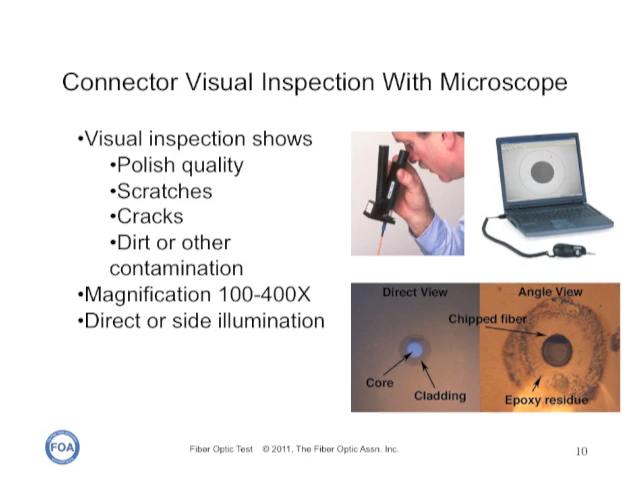 Connector Visual Inspection With Microscope
•Visual inspection shows
•Polish quality
•Scratches
•Cracks
•Dirt or other
contamination
•Magnification 100-400X
•Direct or side illumination
Direct View
Angle View
Chipped fiber
Core
Cladding
Epoxy residue
FOA
Fiber Optic Test © 2011, The Fiber Optic Assn. Inc.
10